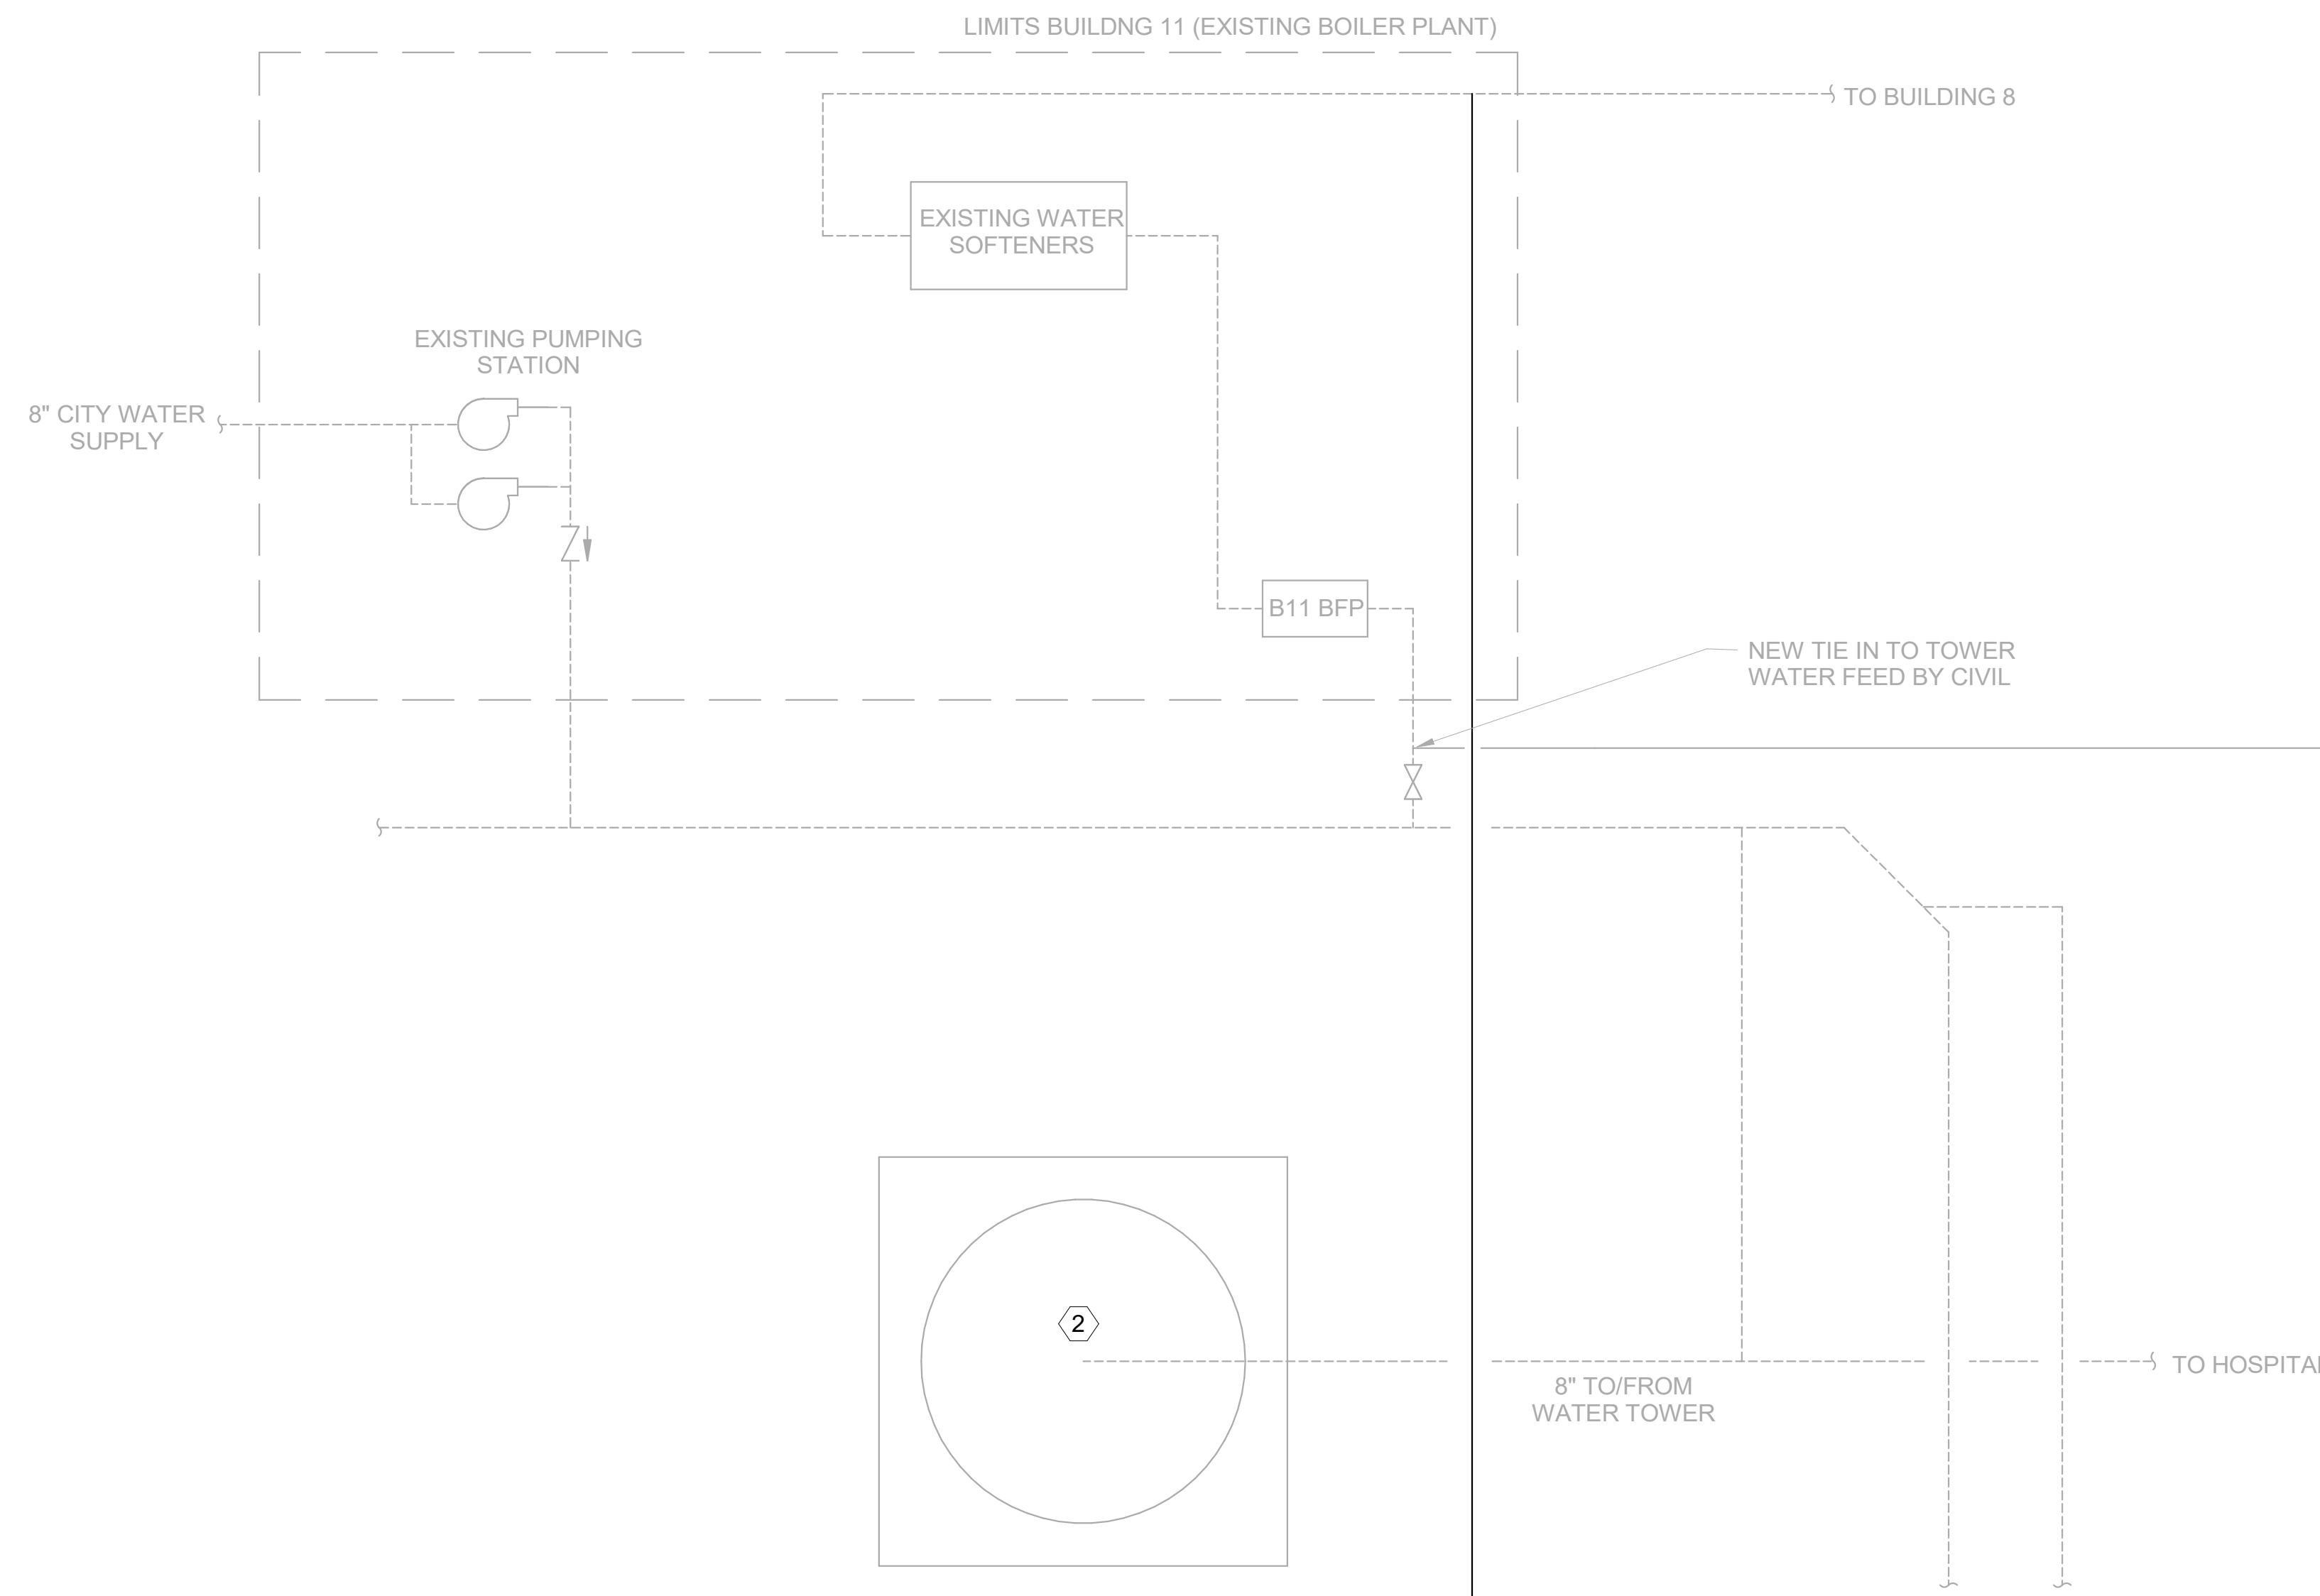 LIMITS BUILDNG 11 (EXISTING BOILER PLANT)
TO BUILDING 8
EXISTING WATER
SOFTENERS
EXISTING PUMPING
STATION
8" CITY WATER
SUPPLY
B11 BFP
NEW TIE IN TO TOWER
WATER FEED BY CIVIL
2
8" TO/FROM
WATER TOWER
TO HOSPITAL